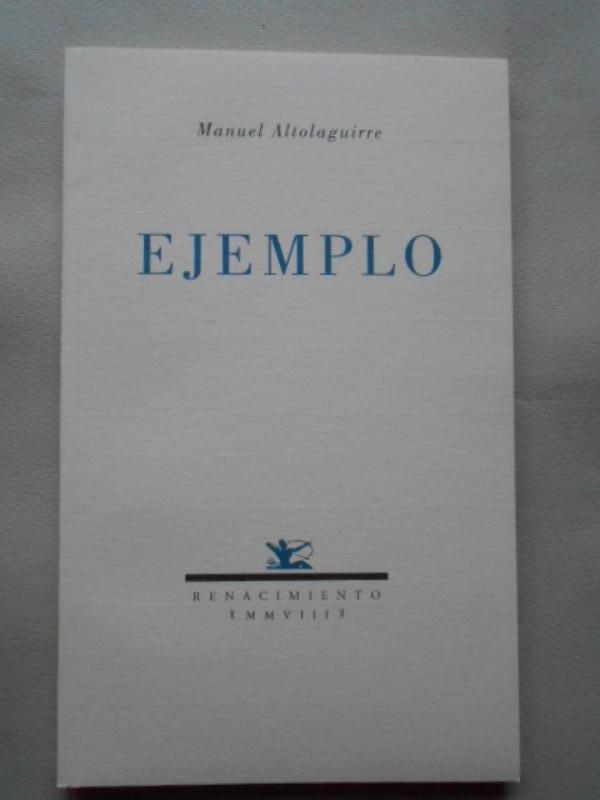 Manuel Altolaguirre
EJEMPLO
RENACIMIENTO
MMVIII